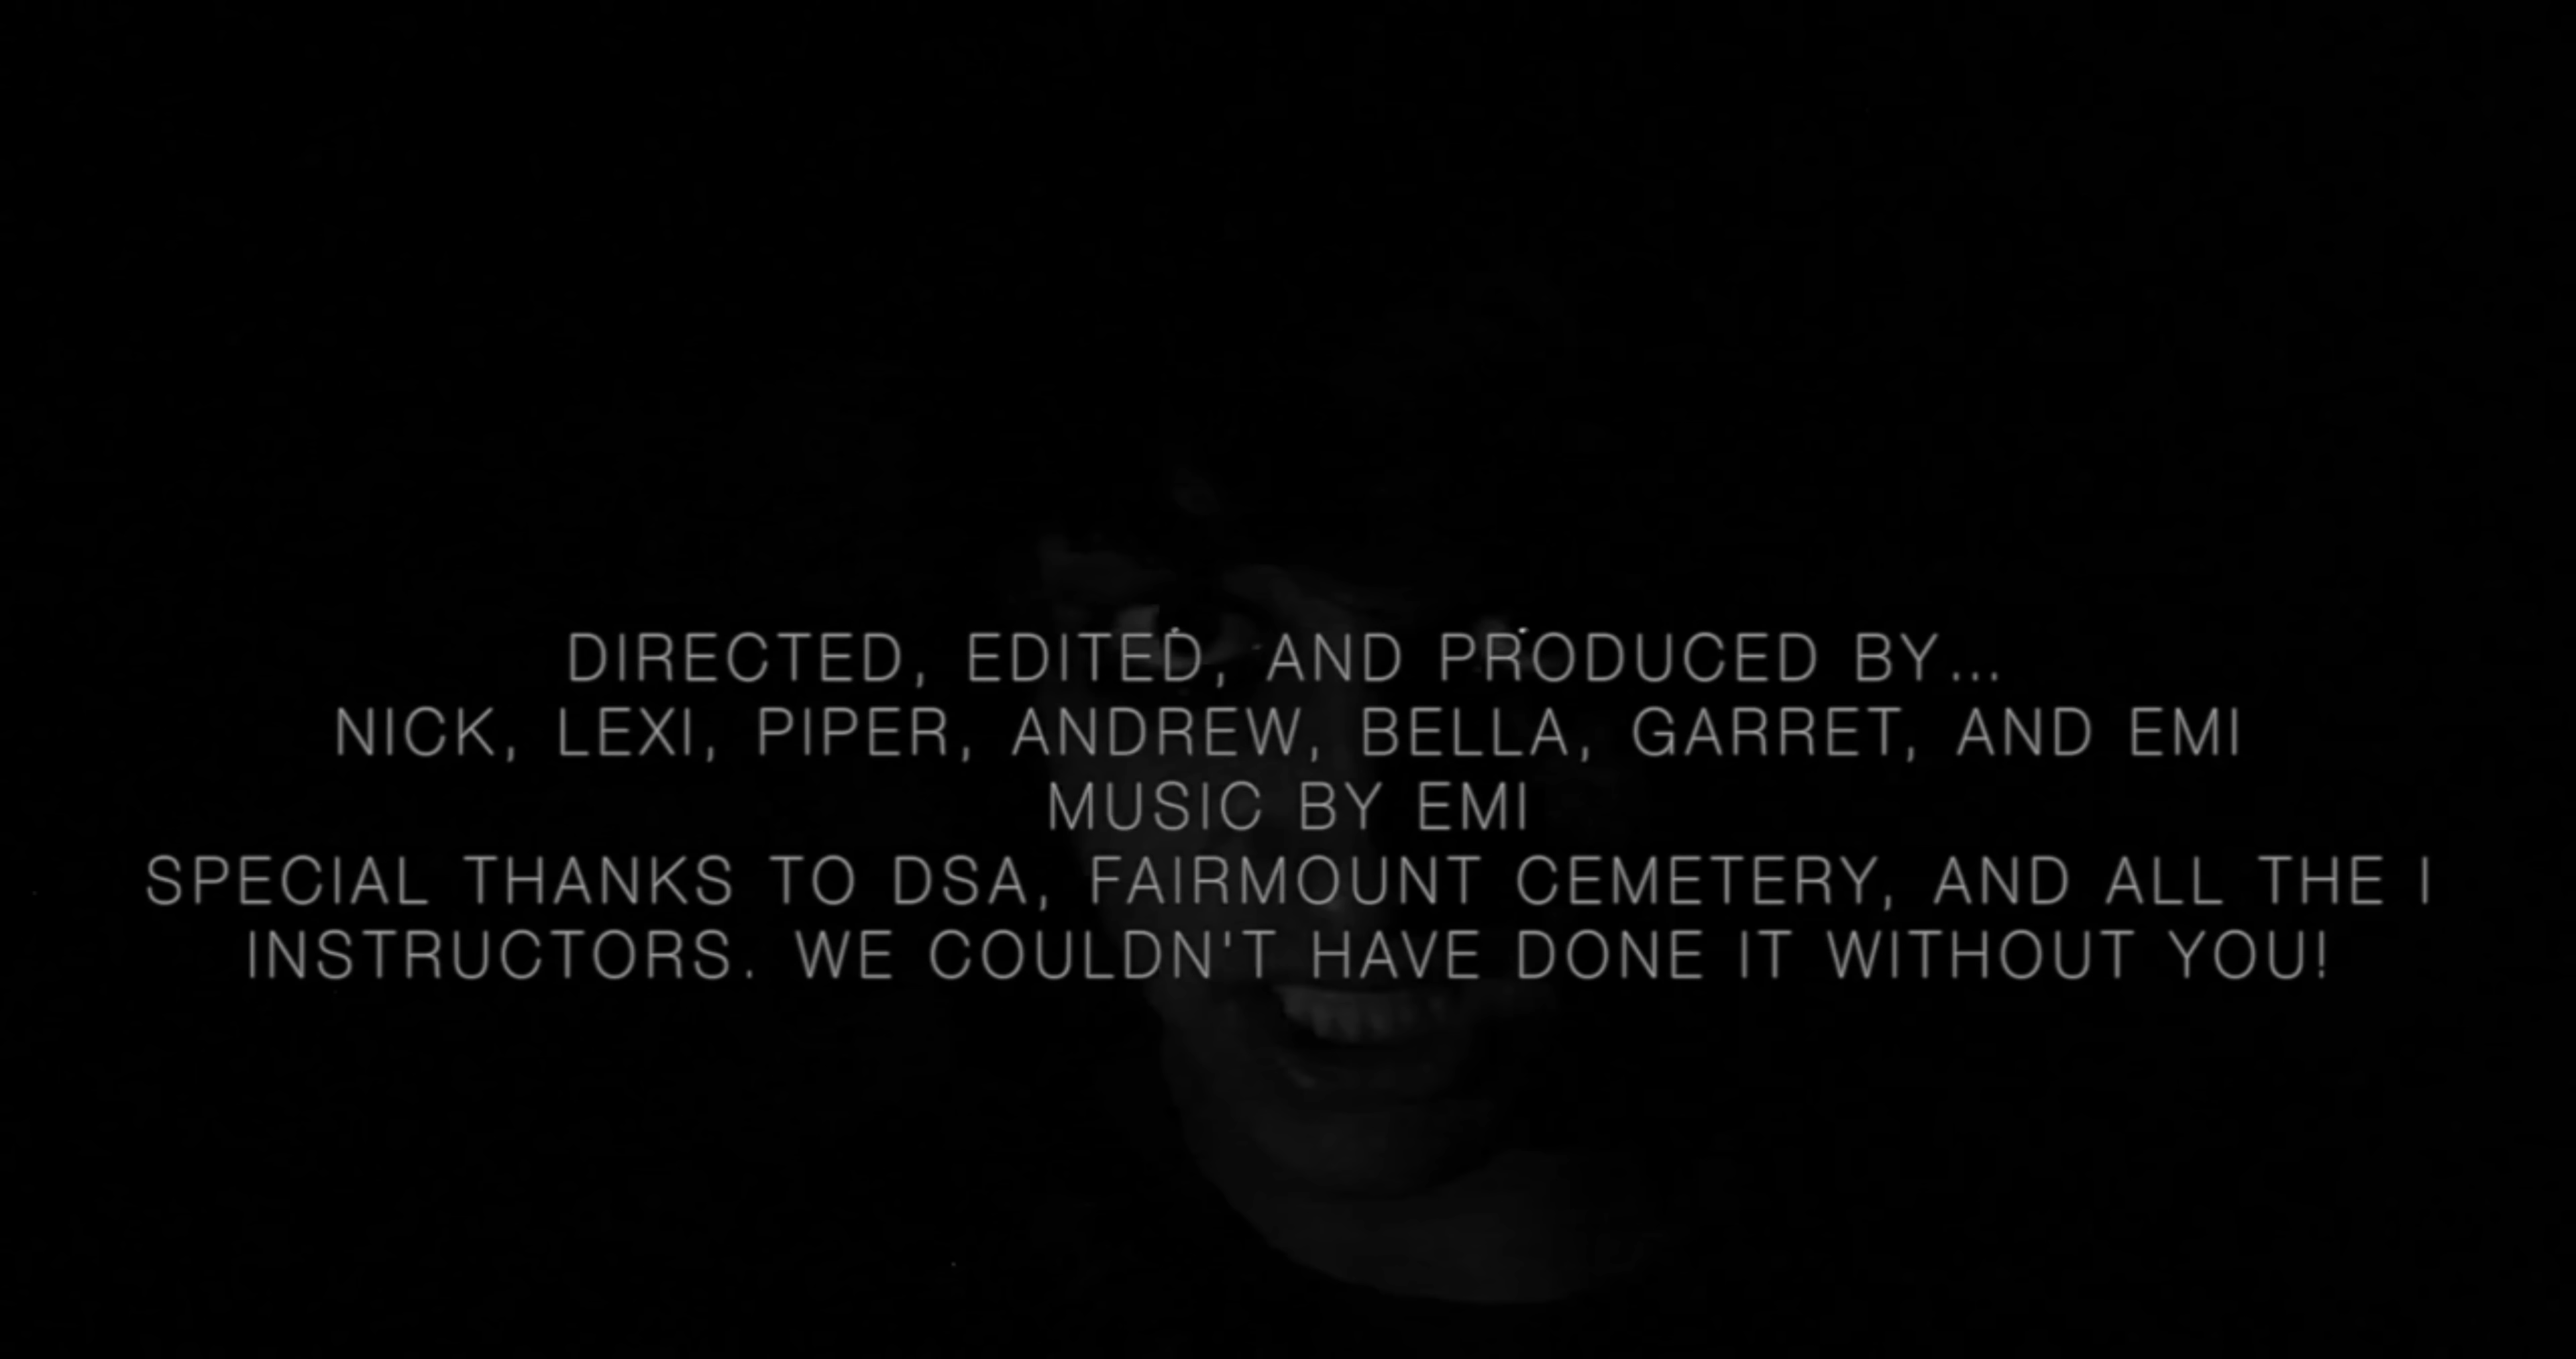 DIRECTED, EDITED, AND PRODUCED BY...
NICK, LEXI, PIPER, ANDREW, BELLA, GARRET, AND EMI
MUSIC BY EMI
SPECIAL THANKS TO DSA, FAIRMOUNT CEMETERY, AND ALL THE I
INSTRUCTORS. WE COULDN'T HAVE DONE IT WITHOUT YOU!